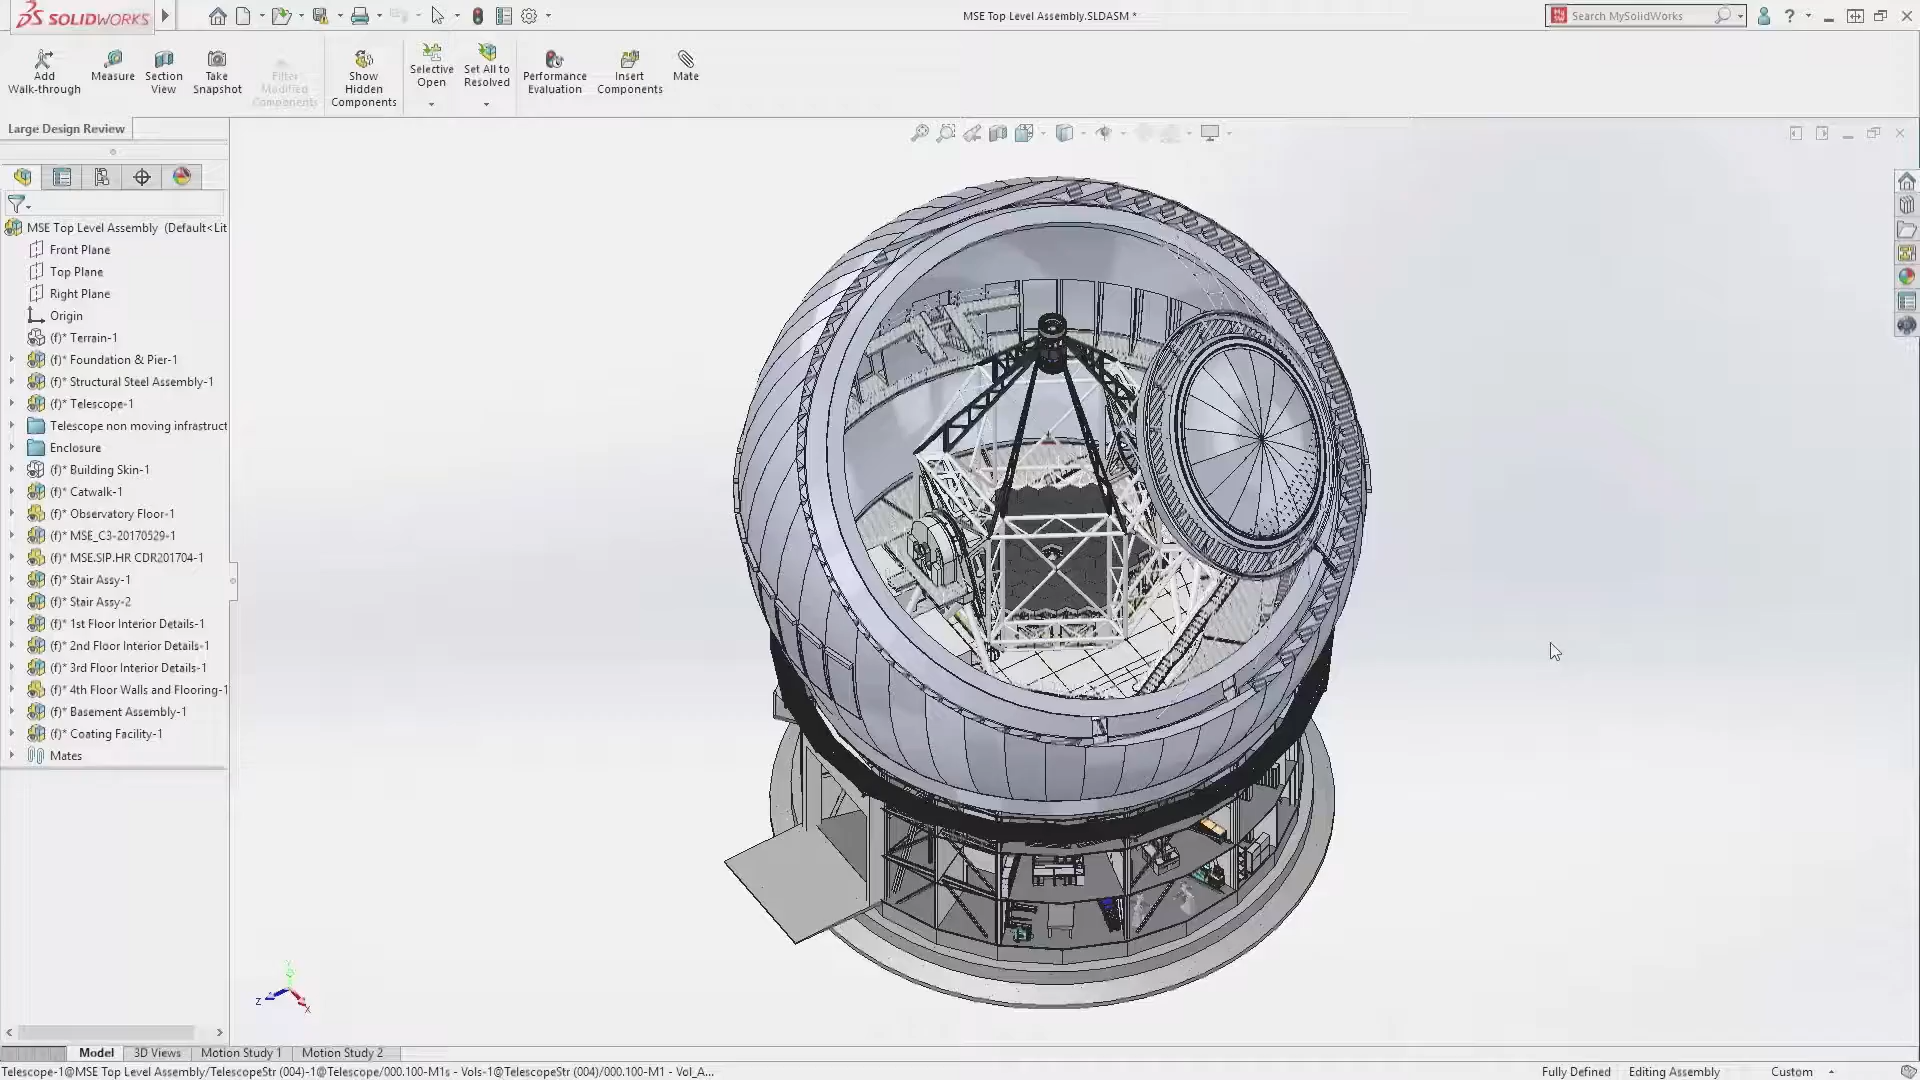 SOLIDWORKS
MSE Top Level Assembly.SLDASM *
Search MySolidWorks
Add Walk-through
Measure
Section View
Take Snapshot
Filter Modified Components
Show Hidden Components
Selective Open
Set All to Resolved
Performance Evaluation
Insert Components
Mate
Large Design Review
MSE Top Level Assembly (Default<Lit
Front Plane
Top Plane
Right Plane
Origin
(f)* Terrain-1
(f)* Foundation & Pier-1
(f)* Structural Steel Assembly-1
(f)* Telescope-1
Telescope non moving infrastruct
Enclosure
(f)* Building Skin-1
(f)* Catwalk-1
(f)* Observatory Floor-1
(f)* MSE_C3-20170529-1
(f)* MSE.SIP.HR CDR201704-1
(f)* Stair Assy-1
(f)* Stair Assy-2
(f)* 1st Floor Interior Details-1
(f)* 2nd Floor Interior Details-1
(f)* 3rd Floor Interior Details-1
(f)* 4th Floor Walls and Flooring-1
(f)* Basement Assembly-1
(f)* Coating Facility-1
Mates
Y
Z
X
Model
3D Views
Motion Study 1
Motion Study 2
Telescope-1@MSE Top Level Assembly/TelescopeStr (004)-1@Telescope/000.100-M1s - Vols-1@TelescopeStr (004)/000.100-M1 - Vol_A...
Fully Defined
Editing Assembly
Custom